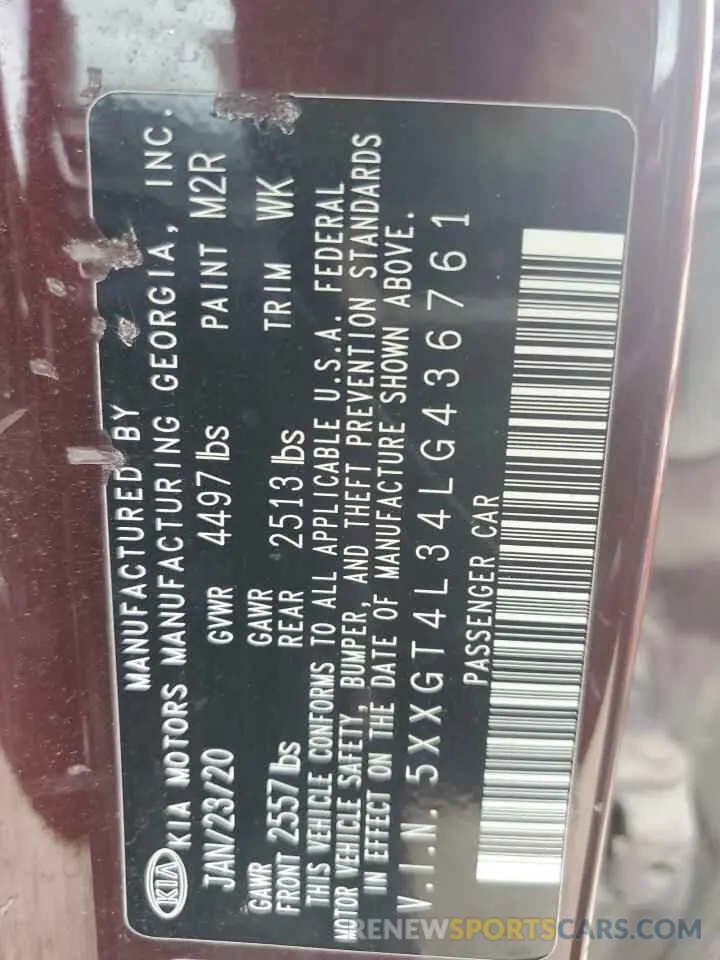 MANUFACTURED BY
KIA KIA MOTORS MANUFACTURING GEORGIA, INC.
JAN/23/20 GVWR 4497 lbs PAINT M2R
GAWR FRONT 2557 lbs GAWR REAR 2513 lbs TRIM WK
THIS VEHICLE CONFORMS TO ALL APPLICABLE U.S.A. FEDERAL
MOTOR VEHICLE SAFETY, BUMPER, AND THEFT PREVENTION STANDARDS
IN EFFECT ON THE DATE OF MANUFACTURE SHOWN ABOVE.
V.I.N. 5XXGT4L34LG436761
PASSENGER CAR
RENEWSPORTSCARS.COM